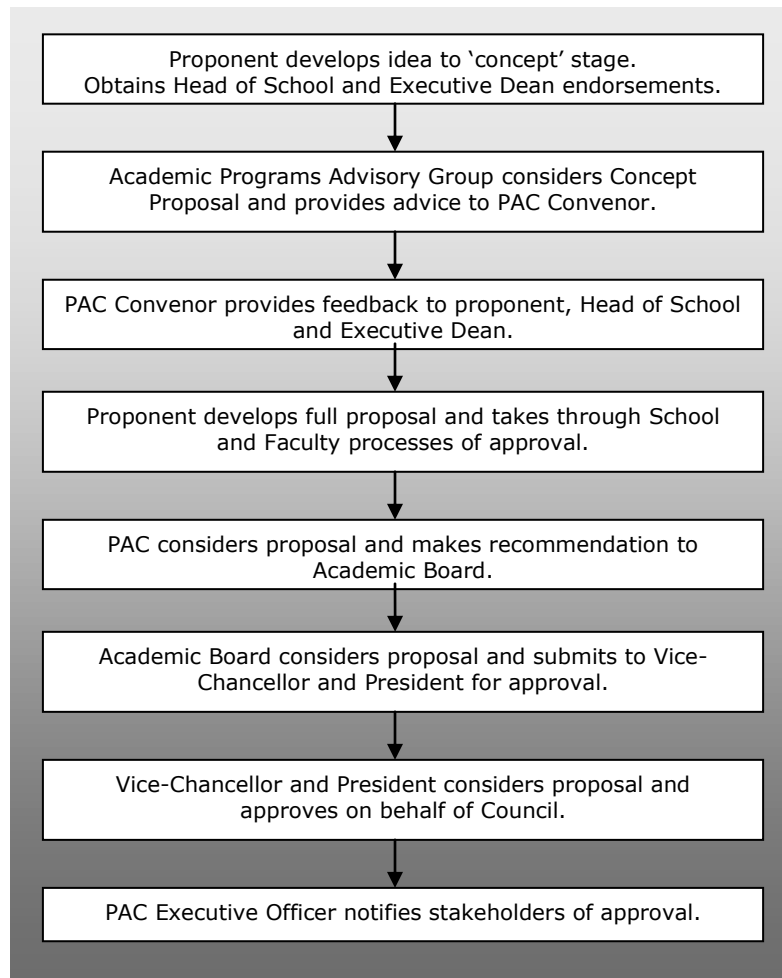 Proponent develops idea to ‘concept’ stage.
Obtains Head of School and Executive Dean endorsements.
Academic Programs Advisory Group considers Concept
Proposal and provides advice to PAC Convenor.
PAC Convenor provides feedback to proponent, Head of School
and Executive Dean.
Proponent develops full proposal and takes through School
and Faculty processes of approval.
PAC considers proposal and makes recommendation to
Academic Board.
Academic Board considers proposal and submits to Vice-
Chancellor and President for approval.
Vice-Chancellor and President considers proposal and
approves on behalf of Council.
PAC Executive Officer notifies stakeholders of approval.